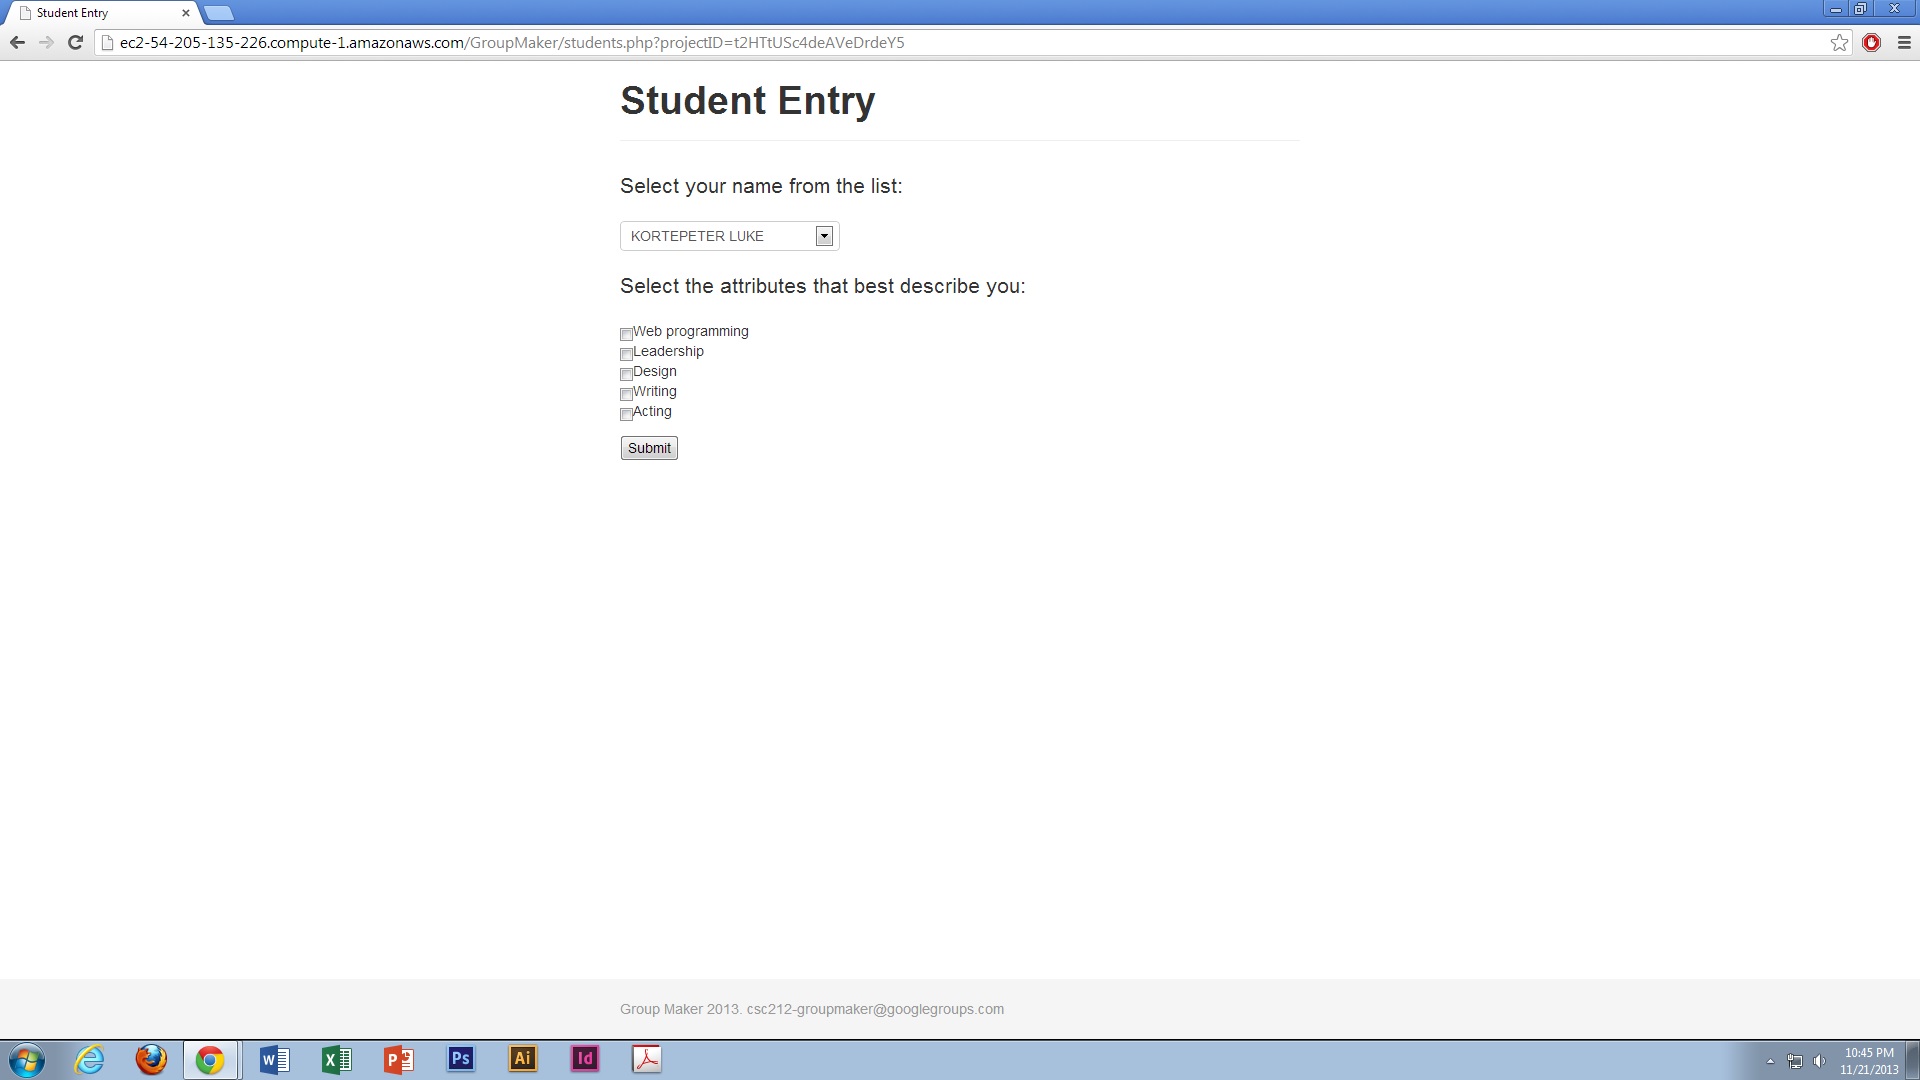 Student Entry
ec2-54-205-135-226.compute-1.amazonaws.com/GroupMaker/students.php?projectID=t2HTtUSc4deAVeDrdeY5
Student Entry
Select your name from the list:
KORTEPETER LUKE
Select the attributes that best describe you:
Web programming
Leadership
Design
Writing
Acting
Submit
Group Maker 2013. csc212-groupmaker@googlegroups.com
W X P Ps Ai Id
10:45 PM
11/21/2013